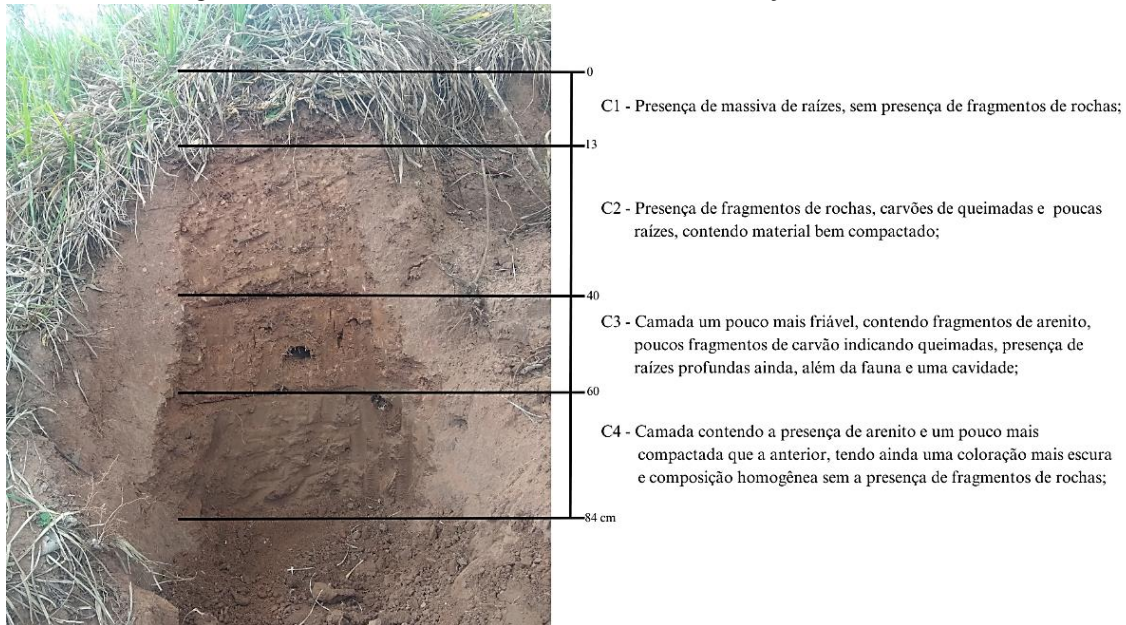 0
C1 - Presença de massiva de raízes, sem presença de fragmentos de rochas;
13
C2 - Presença de fragmentos de rochas, carvões de queimadas e poucas
raízes, contendo material bem compactado;
40
C3 - Camada um pouco mais friável, contendo fragmentos de arenito,
poucos fragmentos de carvão indicando queimadas, presença de
raízes profundas ainda, além da fauna e uma cavidade;
60
C4 - Camada contendo a presença de arenito e um pouco mais
compactada que a anterior, tendo ainda uma coloração mais escura
e composição homogênea sem a presença de fragmentos de rochas;
84 cm